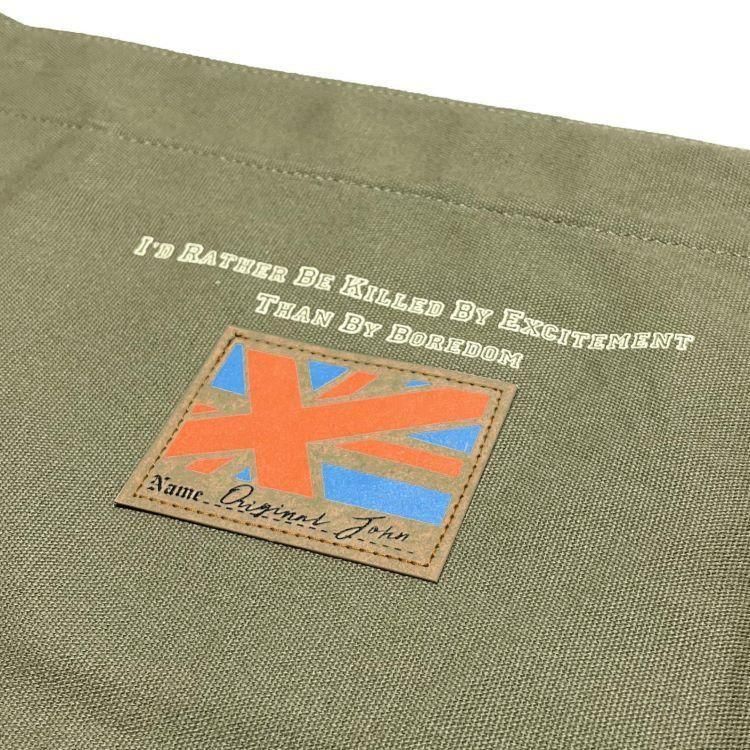 I'd Rather Be Killed By Excitement
Than By Boredom
Name Original John